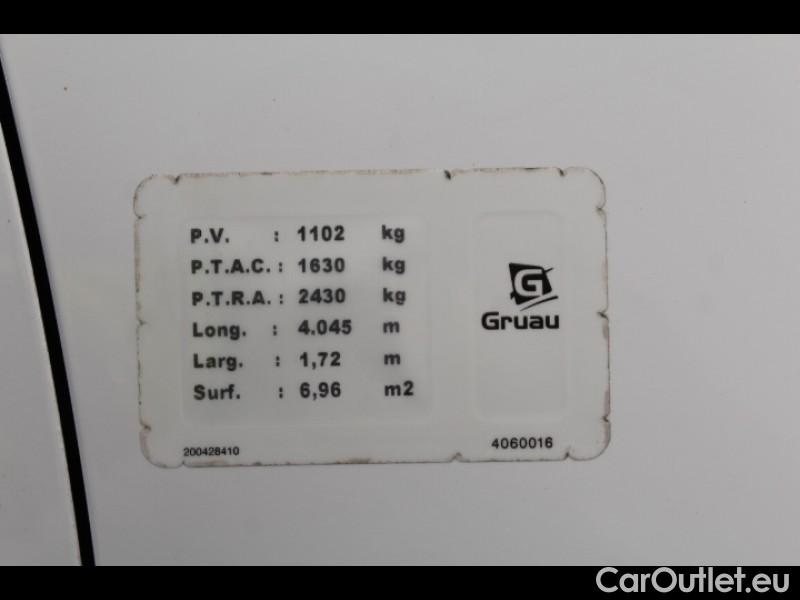 P.V. : 1102 kg
P.T.A.C. : 1630 kg
P.T.R.A. : 2430 kg
Long. : 4.045 m
Larg. : 1,72 m
Surf. : 6,96 m2
G
Gruau
200428410
4060016
CarOutlet.eu